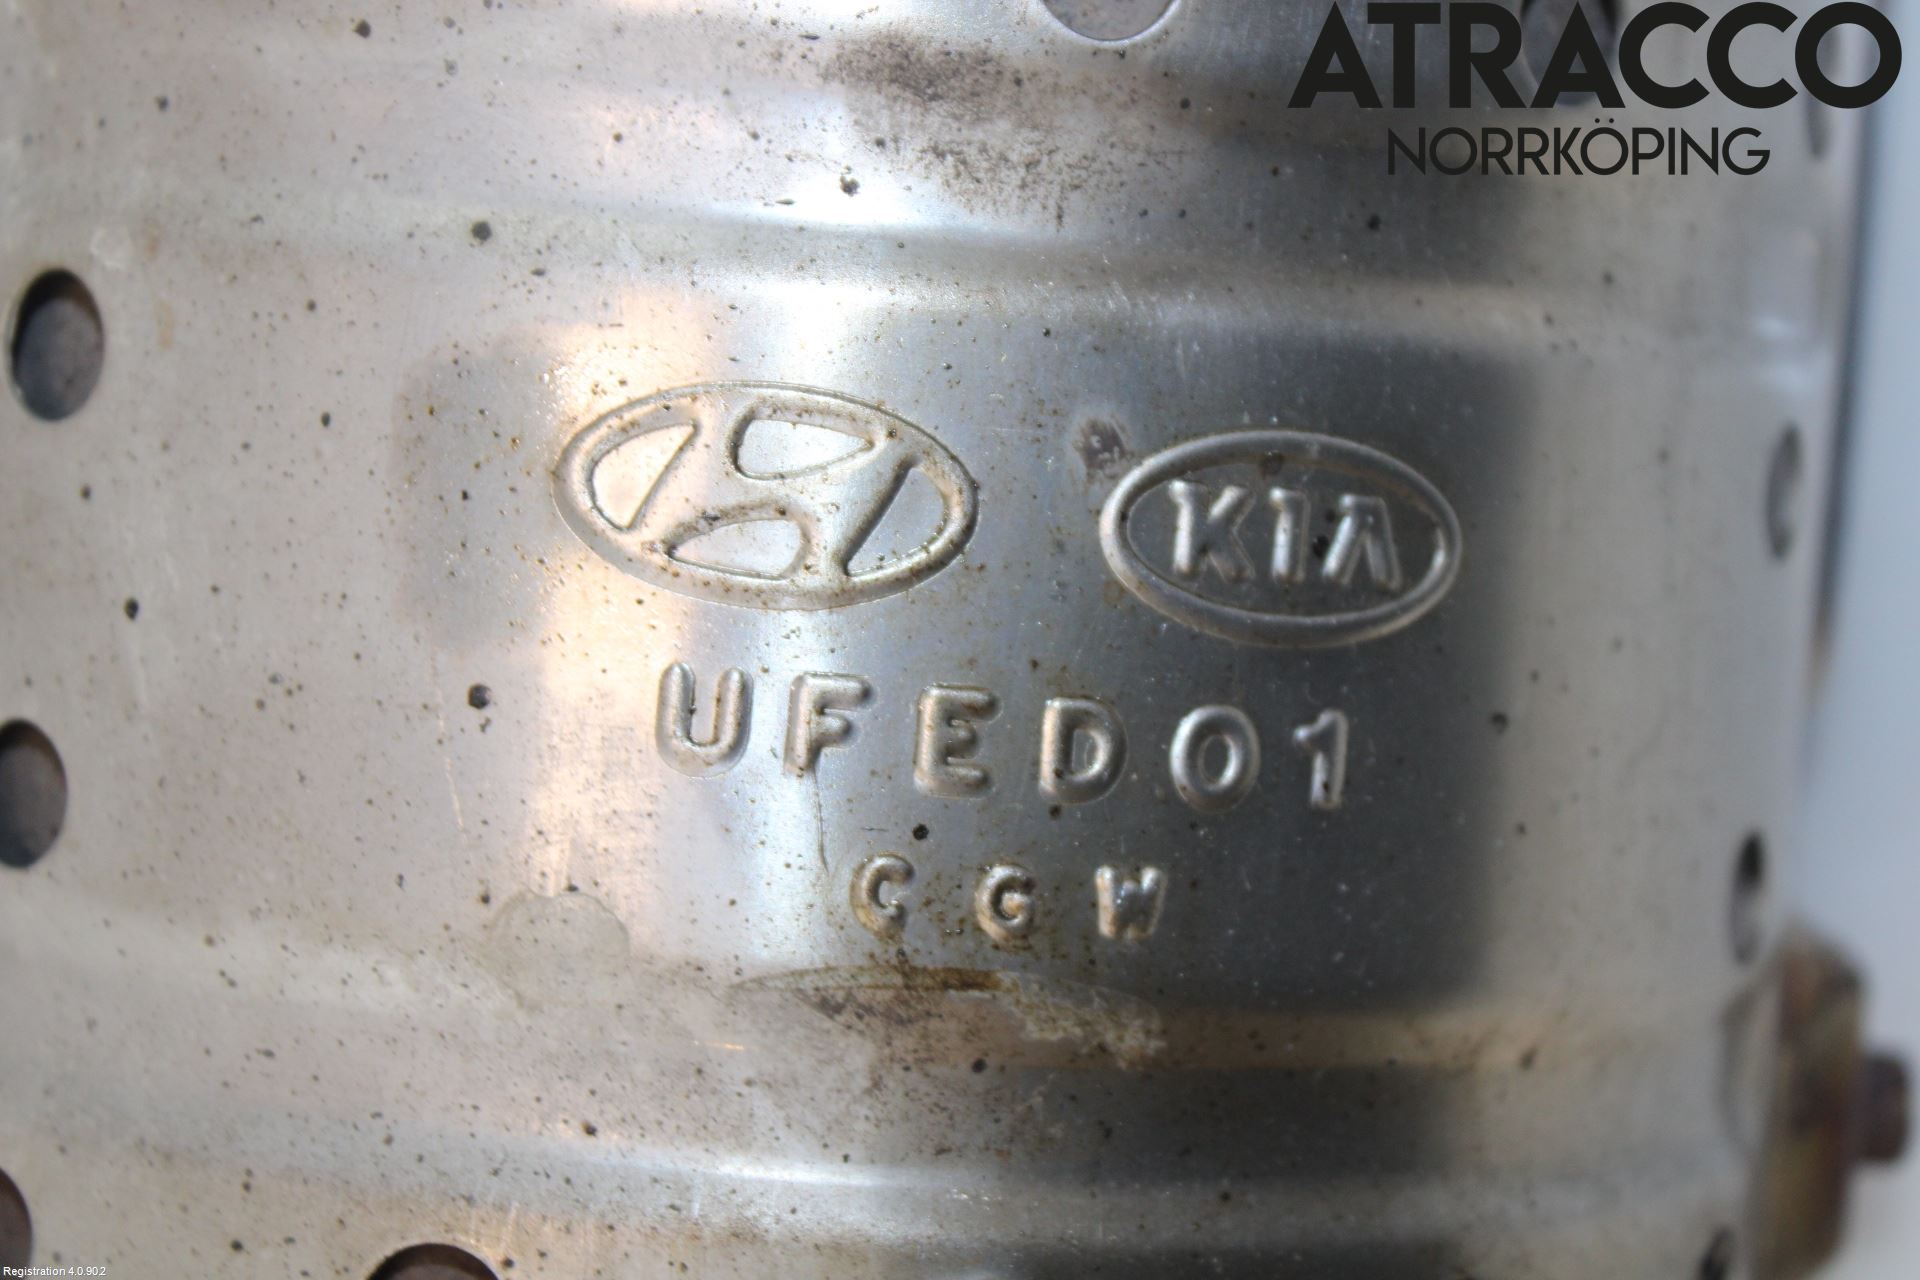 ATRACCO
NORRKÖPING
KIA
UFED01
CGW
Registration 4.0.902